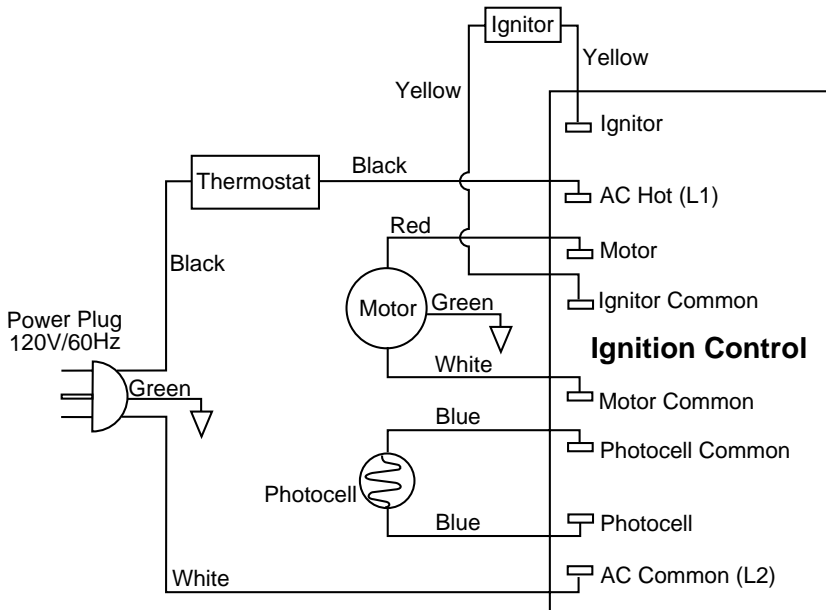 Ignitor
Yellow
Yellow
Ignitor
Black
Thermostat
AC Hot (L1)
Red
Motor
Black
Motor
Green
Ignitor Common
Power Plug
120V/60Hz
Ignition Control
White
Green
Motor Common
Blue
Photocell Common
Photocell
Blue
Photocell
White
AC Common (L2)